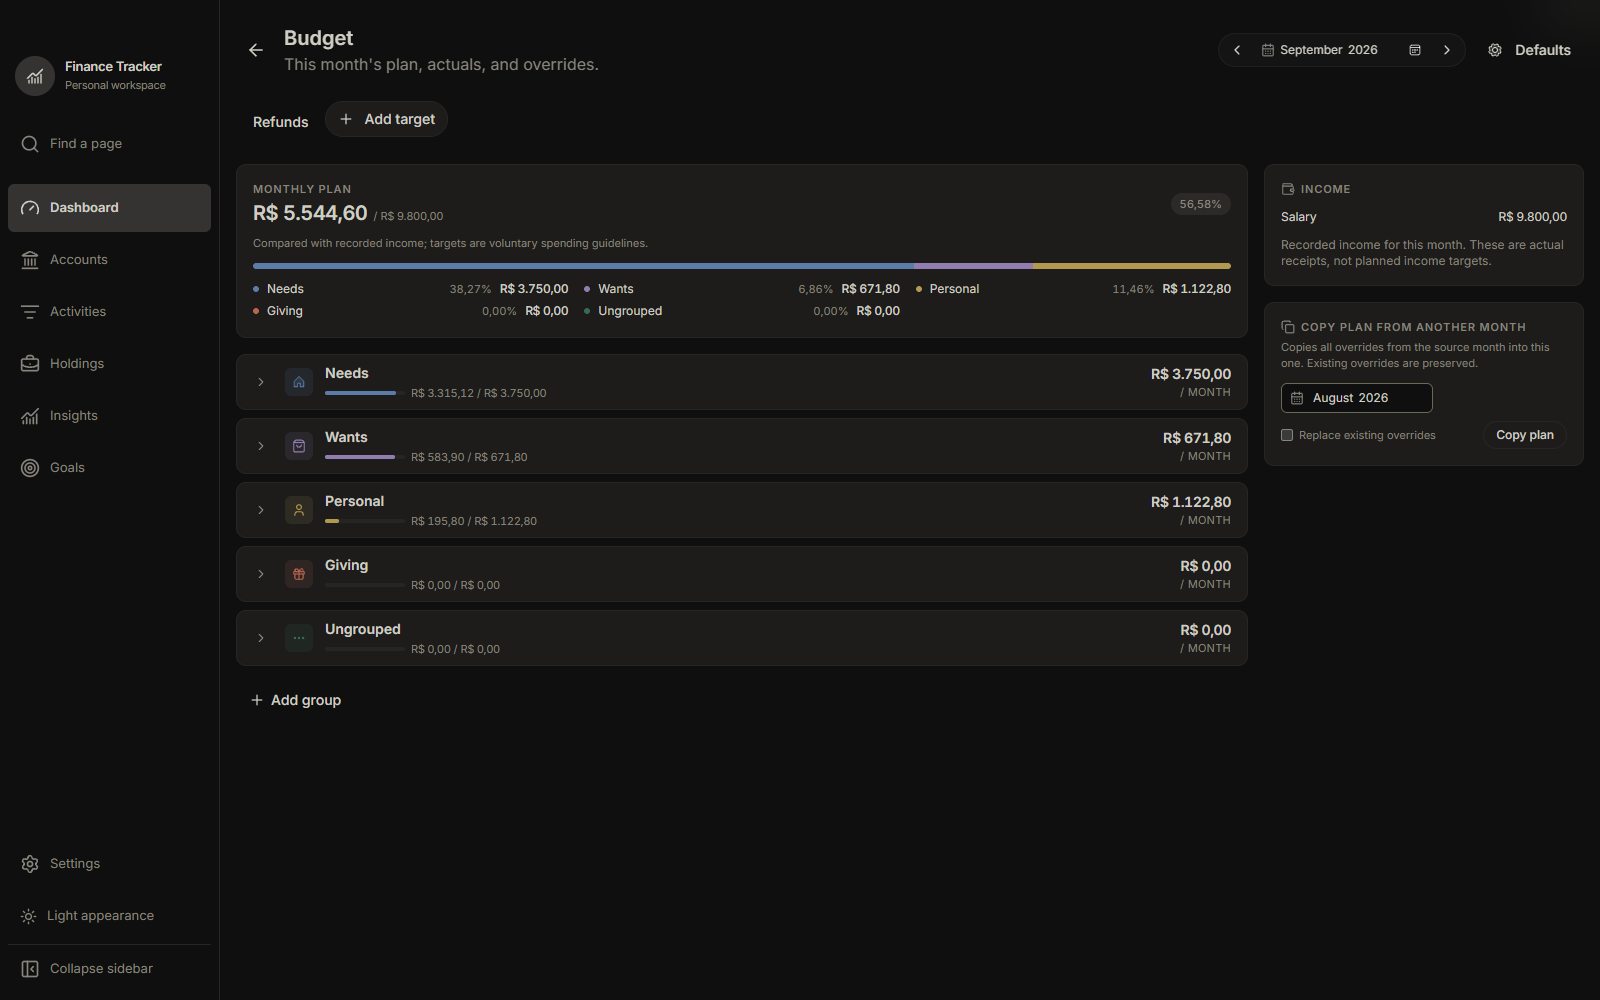 Finance Tracker
Personal workspace
Find a page
Dashboard
Accounts
Activities
Holdings
Insights
Goals
Settings
Light appearance
Collapse sidebar
Budget
This month's plan, actuals, and overrides.
September 2026
Defaults
Refunds
Add target
MONTHLY PLAN
R$ 5.544,60 / R$ 9.800,00
56,58%
Compared with recorded income; targets are voluntary spending guidelines.
Needs 38,27% R$ 3.750,00
Wants 6,86% R$ 671,80
Personal 11,46% R$ 1.122,80
Giving 0,00% R$ 0,00
Ungrouped 0,00% R$ 0,00
Needs
R$ 3.315,12 / R$ 3.750,00
R$ 3.750,00
/ MONTH
Wants
R$ 583,90 / R$ 671,80
R$ 671,80
/ MONTH
Personal
R$ 195,80 / R$ 1.122,80
R$ 1.122,80
/ MONTH
Giving
R$ 0,00 / R$ 0,00
R$ 0,00
/ MONTH
Ungrouped
R$ 0,00 / R$ 0,00
R$ 0,00
/ MONTH
Add group
INCOME
Salary R$ 9.800,00
Recorded income for this month. These are actual
receipts, not planned income targets.
COPY PLAN FROM ANOTHER MONTH
Copies all overrides from the source month into this
one. Existing overrides are preserved.
August 2026
Replace existing overrides
Copy plan